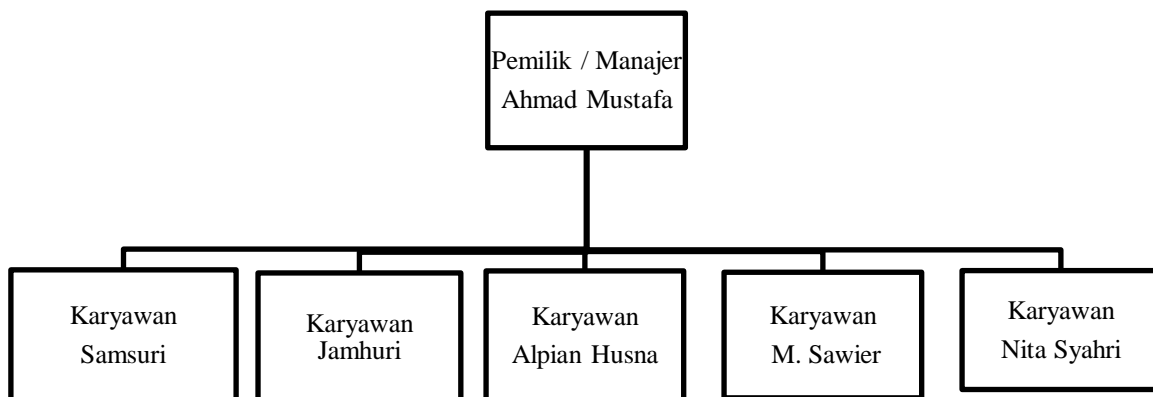 Pemilik / Manajer
Ahmad Mustafa
Karyawan
Samsuri
Karyawan
Jamhuri
Karyawan
Alpian Husna
Karyawan
M. Sawier
Karyawan
Nita Syahri